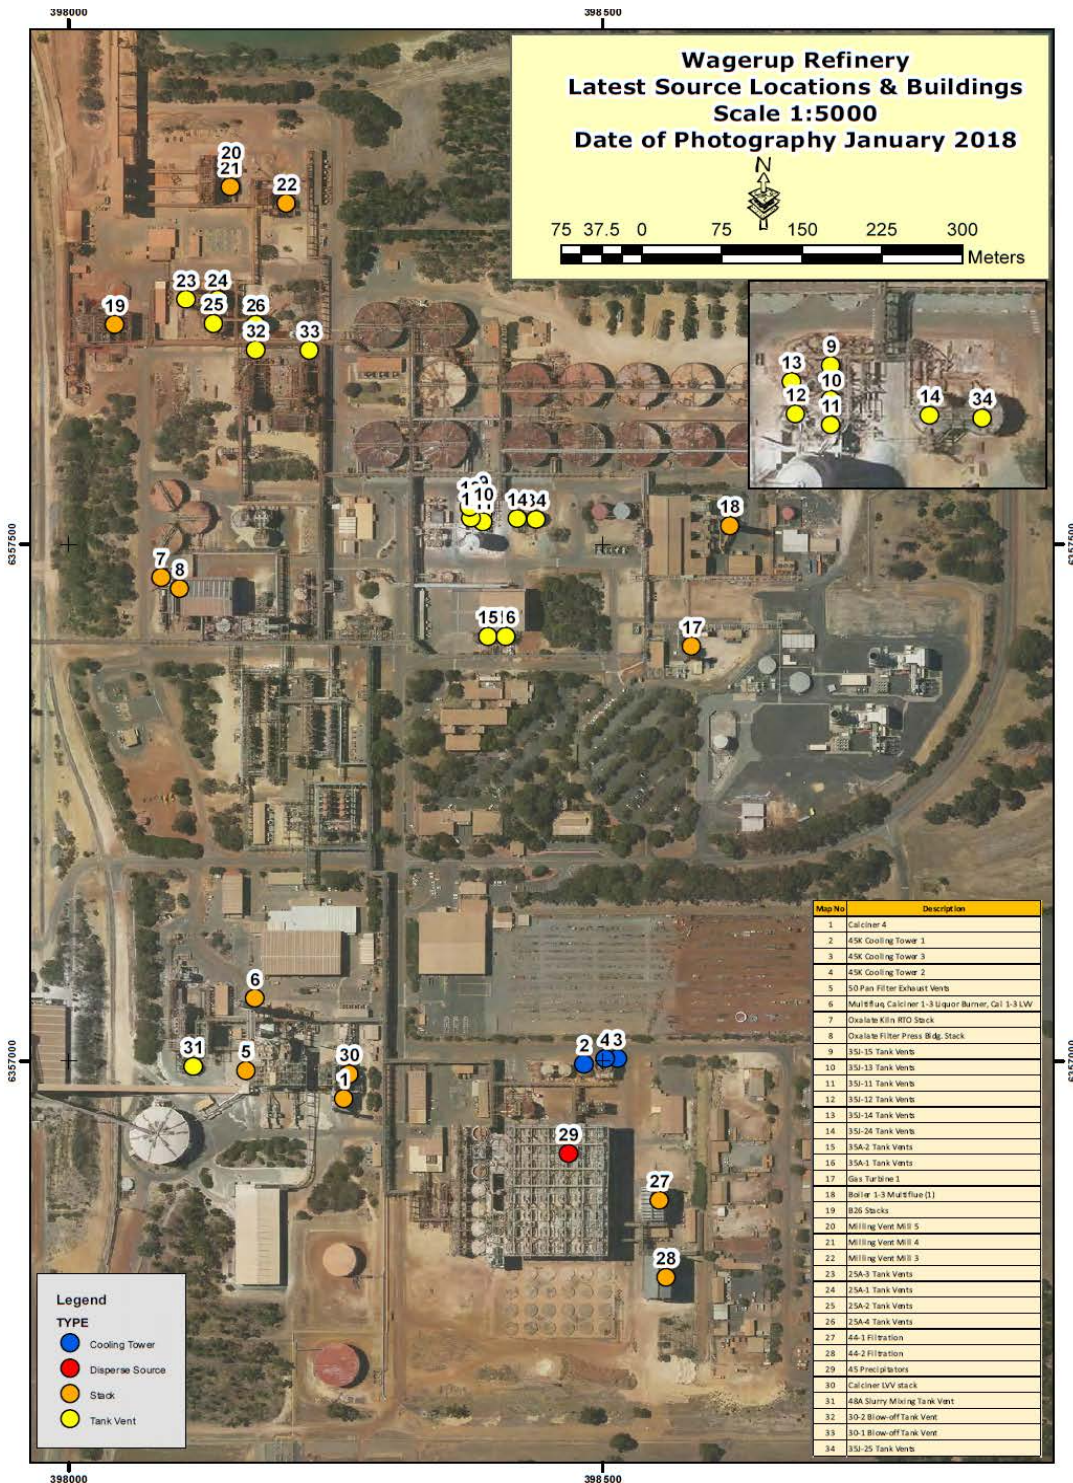 398000
398500
Wagerup Refinery
Latest Source Locations & Buildings
Scale 1:5000
Date of Photography January 2018
N
75 37.5 0 75 150 225 300
Meters
20
21
22
23 24
19
25 26
32 33
9
13
10
12
11
14 34
9
10
14
18
6357500
6357500
7
8
15
17
6
31
5
30
1
2 4 3
6357000
6357000
29
27
28
Map No Description
1 Calciner 4
2 45K Cooling Tower 1
3 45K Cooling Tower 3
4 45K Cooling Tower 2
5 50 Pan Filter Exhaust Vents
6 Multiflue, Calciner 1-3 Liquor Burner, Cal 1-3 LVV
7 Oxalate Kiln RTO Stack
8 Oxalate Filter Press Bldg. Stack
9 35J-15 Tank Vents
10 35J-13 Tank Vents
11 35J-11 Tank Vents
12 35J-12 Tank Vents
13 35J-14 Tank Vents
14 35J-24 Tank Vents
15 35A-2 Tank Vents
16 35A-1 Tank Vents
17 Gas Turbine 1
18 Boiler 1-3 Multiflue (1)
19 B26 Stacks
20 Milling Vent Mill 5
21 Milling Vent Mill 4
22 Milling Vent Mill 3
23 25A-3 Tank Vents
24 25A-1 Tank Vents
25 25A-2 Tank Vents
26 25A-4 Tank Vents
27 44-1 Filtration
28 44-2 Filtration
29 45 Precipitators
30 Calciner LVV stack
31 48A Slurry Mixing Tank Vent
32 30-2 Blow-off Tank Vent
33 30-1 Blow-off Tank Vent
34 35J-25 Tank Vents
Legend
TYPE
Cooling Tower
Disperse Source
Stack
Tank Vent
398000
398500